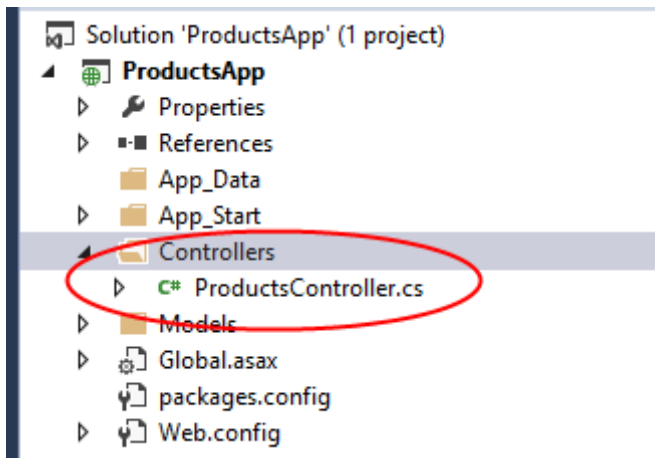 Solution 'ProductsApp' (1 project)
ProductsApp
Properties
References
App_Data
App_Start
Controllers
C# ProductsController.cs
Models
Global.asax
packages.config
Web.config